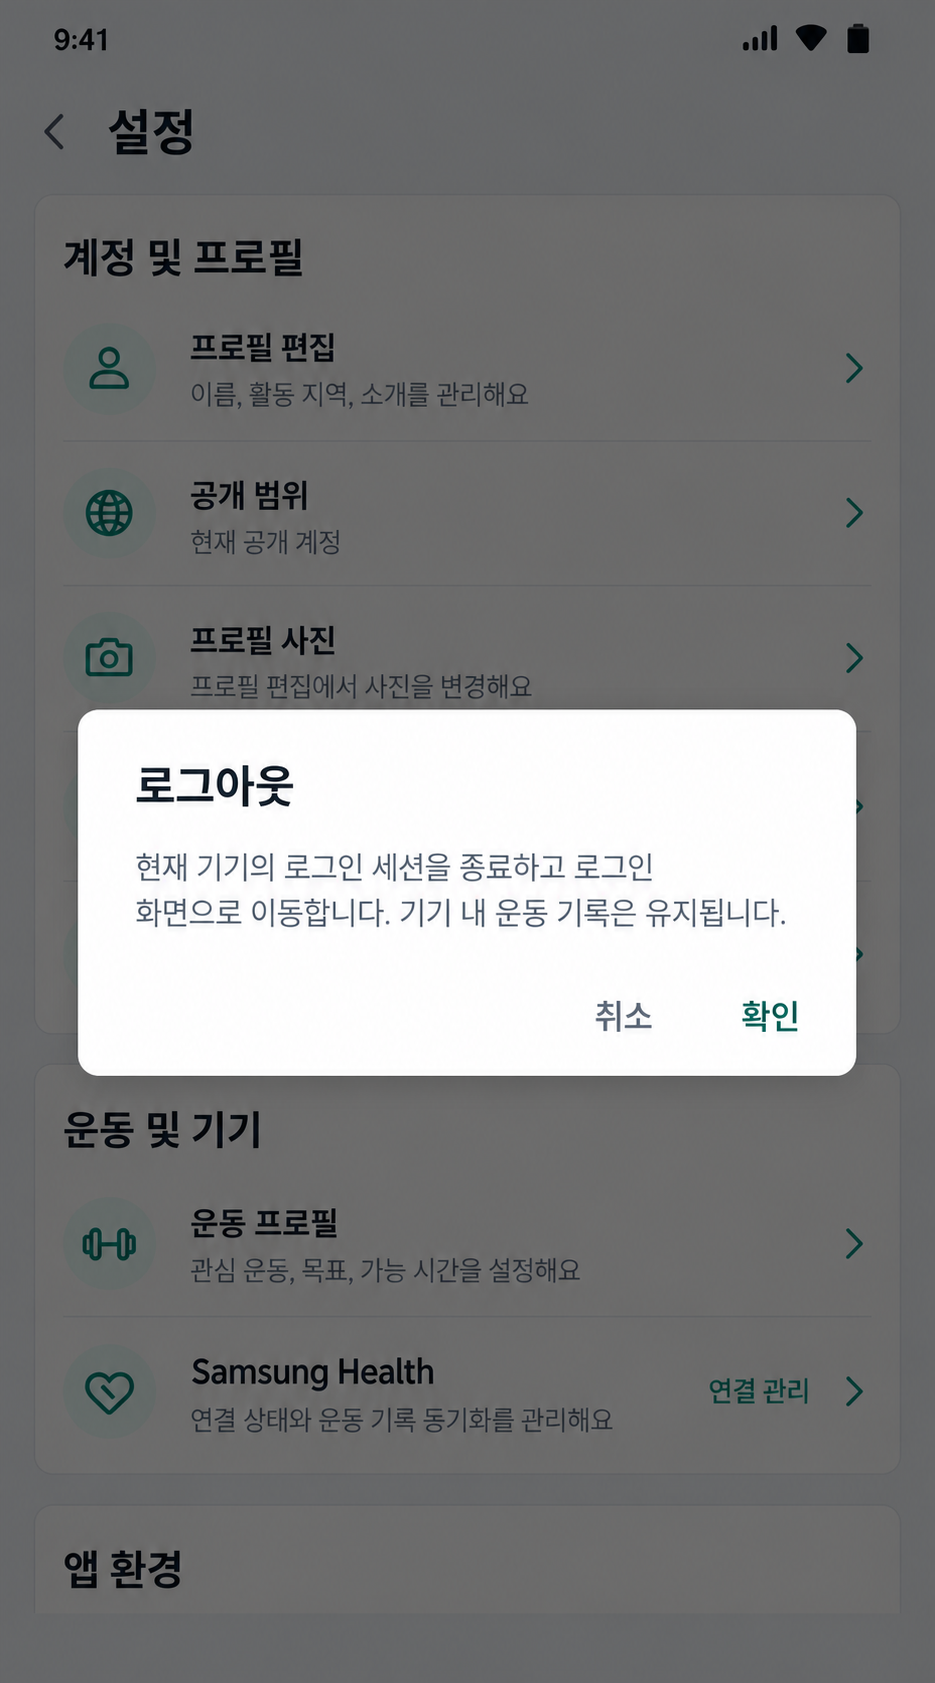 9:41
설정
계정 및 프로필
프로필 편집
이름, 활동 지역, 소개를 관리해요
공개 범위
현재 공개 계정
프로필 사진
프로필 편집에서 사진을 변경해요
로그아웃
현재 기기의 로그인 세션을 종료하고 로그인
화면으로 이동합니다. 기기 내 운동 기록은 유지됩니다.
취소
확인
운동 및 기기
운동 프로필
관심 운동, 목표, 가능 시간을 설정해요
Samsung Health
연결 상태와 운동 기록 동기화를 관리해요
연결 관리
앱 환경